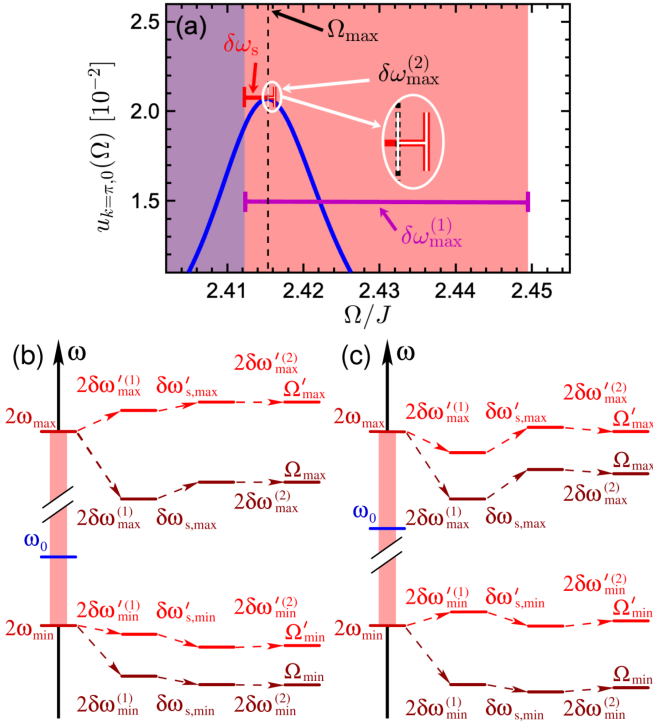 (a)
Ω_max
δω_s
δω_max^(2)
u_{k=π,0}(Ω) [10^{-2}]
2.5
2.0
1.5
δω_max^(1)
2.41 2.42 2.43 2.44 2.45
Ω/J
(b) ω
2δω'_max^(1) δω'_s,max 2δω'_max^(2)
Ω'_max
2ω_max
Ω_max
2δω_max^(1) δω_s,max 2δω_max^(2)
ω_0
2δω'_min^(1) δω'_s,min 2δω'_min^(2)
2ω_min
Ω'_min
Ω_min
2δω_min^(1) δω_s,min 2δω_min^(2)
(c) ω
2δω'_max^(1) δω'_s,max 2δω'_max^(2)
2ω_max
Ω'_max
Ω_max
2δω_max^(1) δω_s,max 2δω_max^(2)
ω_0
2δω'_min^(1) δω'_s,min 2δω'_min^(2)
2ω_min
Ω'_min
Ω_min
2δω_min^(1) δω_s,min 2δω_min^(2)